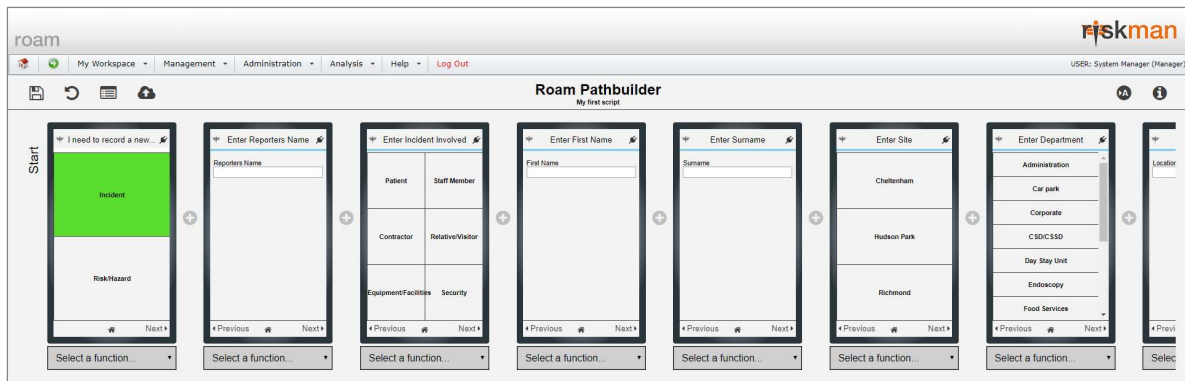 roam
riskman
My Workspace Management Administration Analysis Help Log Out
USER: System Manager (Manager)
Roam Pathbuilder
My first script
Start
I need to record a new...
Incident
Risk/Hazard
Next
Select a function...
Enter Reporters Name
Reporters Name
Previous Next
Select a function...
Enter Incident Involved
Patient Staff Member
Contractor Relative/Visitor
Equipment/Facilities Security
Previous Next
Select a function...
Enter First Name
First Name
Previous Next
Select a function...
Enter Surname
Surname
Previous Next
Select a function...
Enter Site
Cheltenham
Hudson Park
Richmond
Previous Next
Select a function...
Enter Department
Administration
Car park
Corporate
CSD/CSSD
Day Stay Unit
Endoscopy
Food Services
Previous Next
Select a function...
Location
Previ
Selec